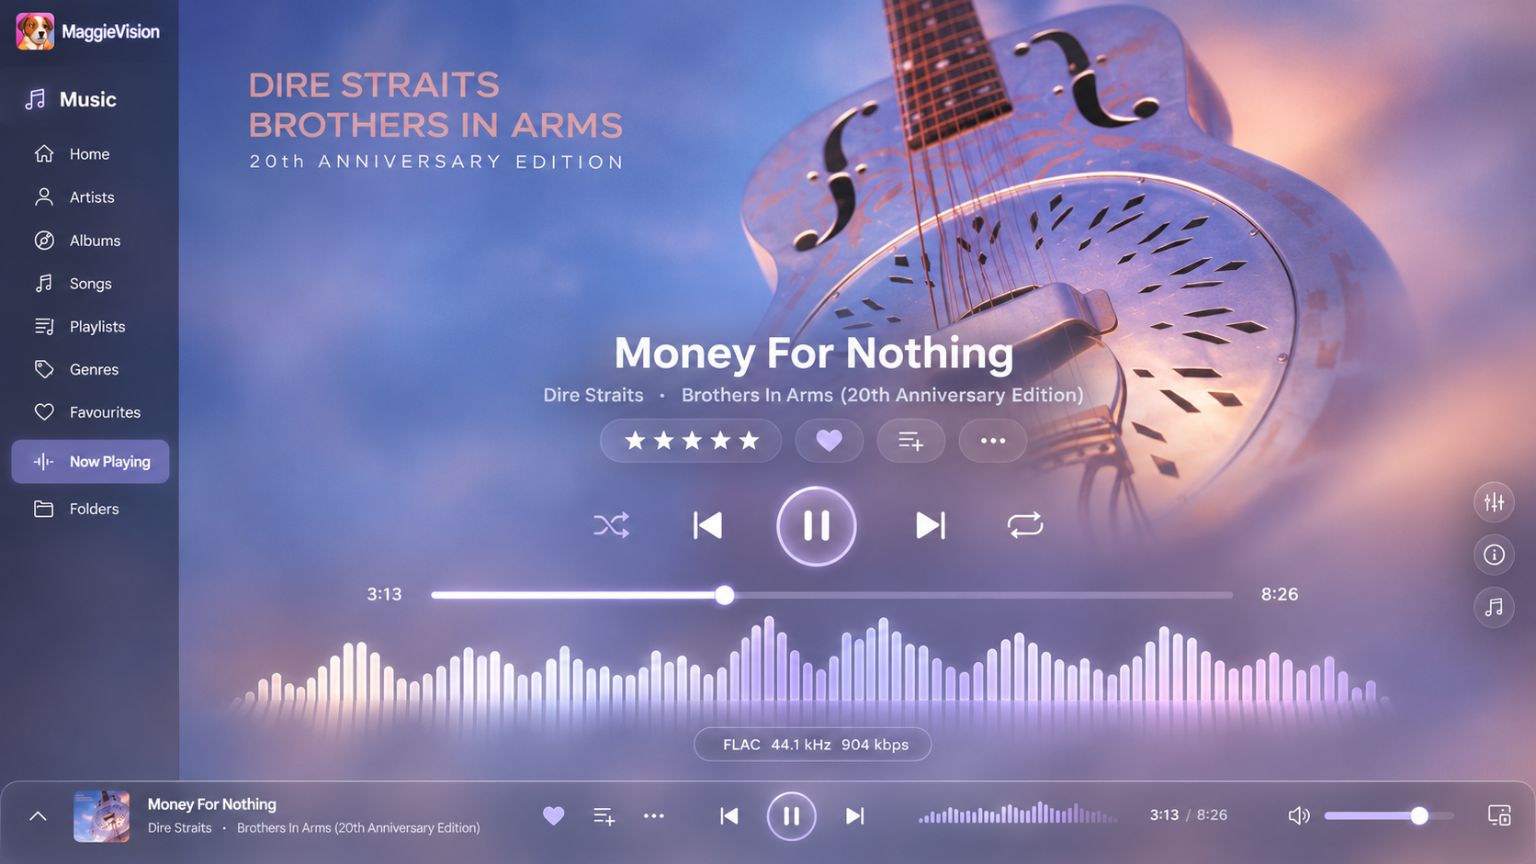 MaggieVision
Music
Home
Artists
Albums
Songs
Playlists
Genres
Favourites
Now Playing
Folders
DIRE STRAITS
BROTHERS IN ARMS
20th ANNIVERSARY EDITION
Money For Nothing
Dire Straits • Brothers In Arms (20th Anniversary Edition)
3:13 8:26
FLAC 44.1 kHz 904 kbps
Money For Nothing
Dire Straits • Brothers In Arms (20th Anniversary Edition)
3:13 / 8:26